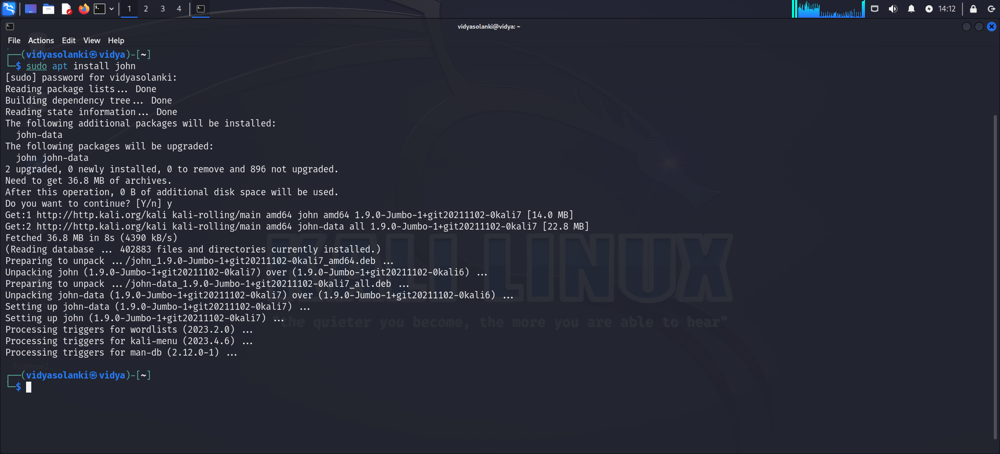 1 2 3 4
14:12
vidyasolanki@vidya: ~
File Actions Edit View Help
┌──(vidyasolanki㉿vidya)-[~]
└─$ sudo apt install john
[sudo] password for vidyasolanki:
Reading package lists... Done
Building dependency tree... Done
Reading state information... Done
The following additional packages will be installed:
john-data
The following packages will be upgraded:
john john-data
2 upgraded, 0 newly installed, 0 to remove and 896 not upgraded.
Need to get 36.8 MB of archives.
After this operation, 0 B of additional disk space will be used.
Do you want to continue? [Y/n] y
Get:1 http://http.kali.org/kali kali-rolling/main amd64 john amd64 1.9.0-Jumbo-1+git20211102-0kali7 [14.0 MB]
Get:2 http://http.kali.org/kali kali-rolling/main amd64 john-data all 1.9.0-Jumbo-1+git20211102-0kali7 [22.8 MB]
Fetched 36.8 MB in 8s (4390 kB/s)
(Reading database ... 402883 files and directories currently installed.)
Preparing to unpack .../john_1.9.0-Jumbo-1+git20211102-0kali7_amd64.deb ...
Unpacking john (1.9.0-Jumbo-1+git20211102-0kali7) over (1.9.0-Jumbo-1+git20211102-0kali6) ...
Preparing to unpack .../john-data_1.9.0-Jumbo-1+git20211102-0kali7_all.deb ...
Unpacking john-data (1.9.0-Jumbo-1+git20211102-0kali7) over (1.9.0-Jumbo-1+git20211102-0kali6) ...
Setting up john-data (1.9.0-Jumbo-1+git20211102-0kali7) ...
Setting up john (1.9.0-Jumbo-1+git20211102-0kali7) ...
Processing triggers for wordlists (2023.2.0) ...
Processing triggers for kali-menu (2023.4.6) ...
Processing triggers for man-db (2.12.0-1) ...
┌──(vidyasolanki㉿vidya)-[~]
└─$
KALI LINUX
"the quieter you become, the more you are able to hear"
FullMoon2...